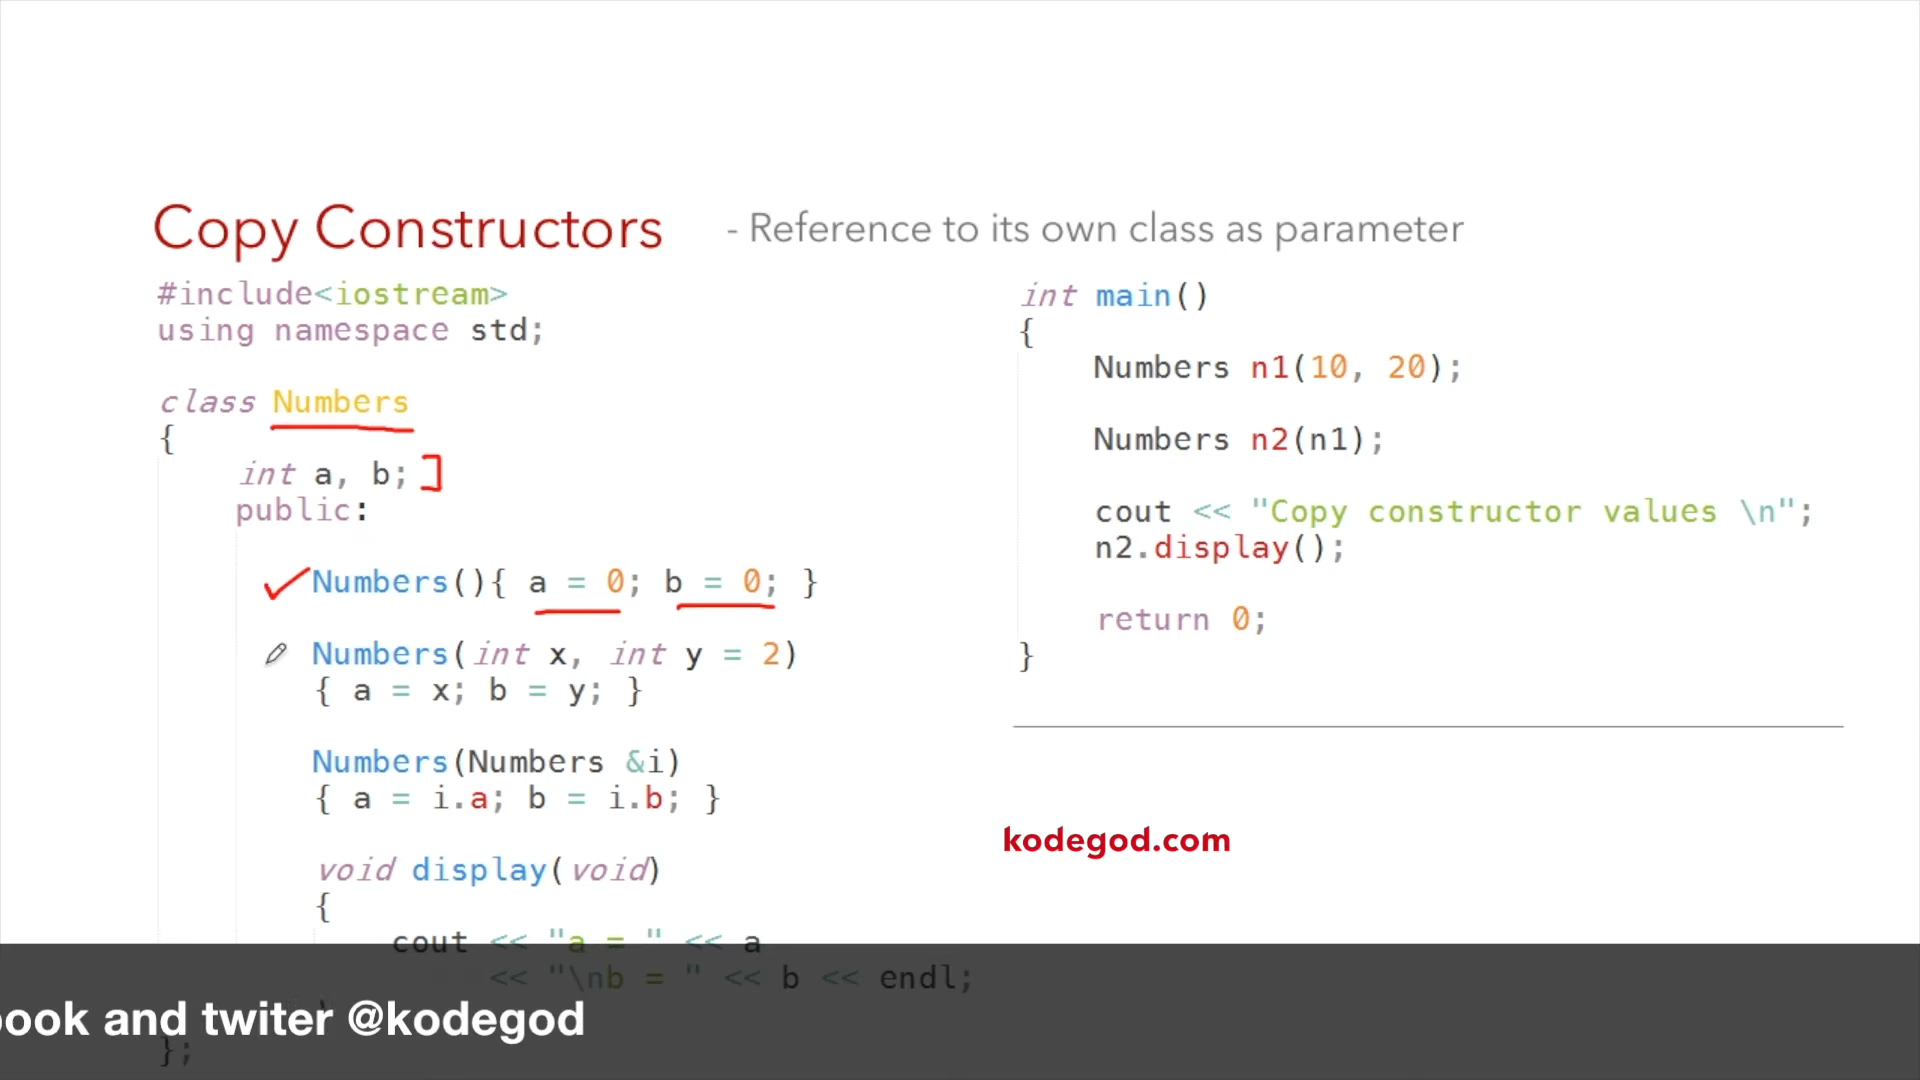 Copy Constructors - Reference to its own class as parameter
#include<iostream>
using namespace std;
class Numbers
{
int a, b;
public:
Numbers(){ a = 0; b = 0; }
Numbers(int x, int y = 2)
{ a = x; b = y; }
Numbers(Numbers &i)
{ a = i.a; b = i.b; }
void display(void)
{
cout << "a = " << a
<< "\nb = " << b << endl;
}
};
int main()
{
Numbers n1(10, 20);
Numbers n2(n1);
cout << "Copy constructor values \n";
n2.display();
return 0;
}
kodegod.com
ook and twiter @kodegod